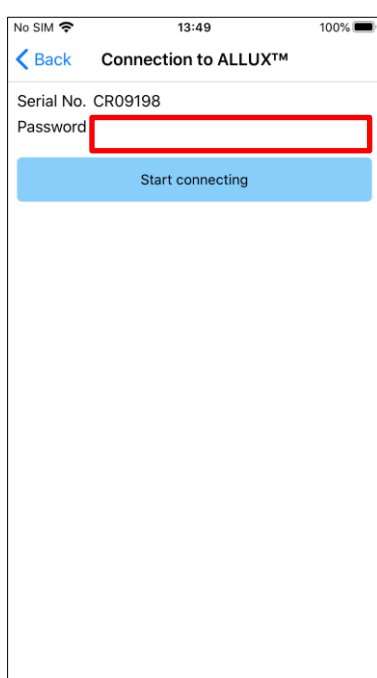 No SIM 13:49 100%
Back Connection to ALLUX™
Serial No. CR09198
Password
Start connecting